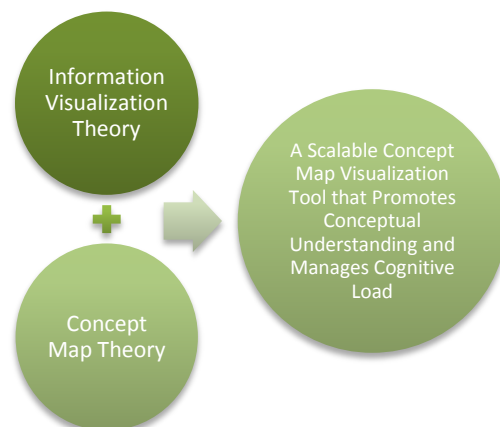 Information
Visualization
Theory
Concept
Map Theory
A Scalable Concept
Map Visualization
Tool that Promotes
Conceptual
Understanding and
Manages Cognitive
Load